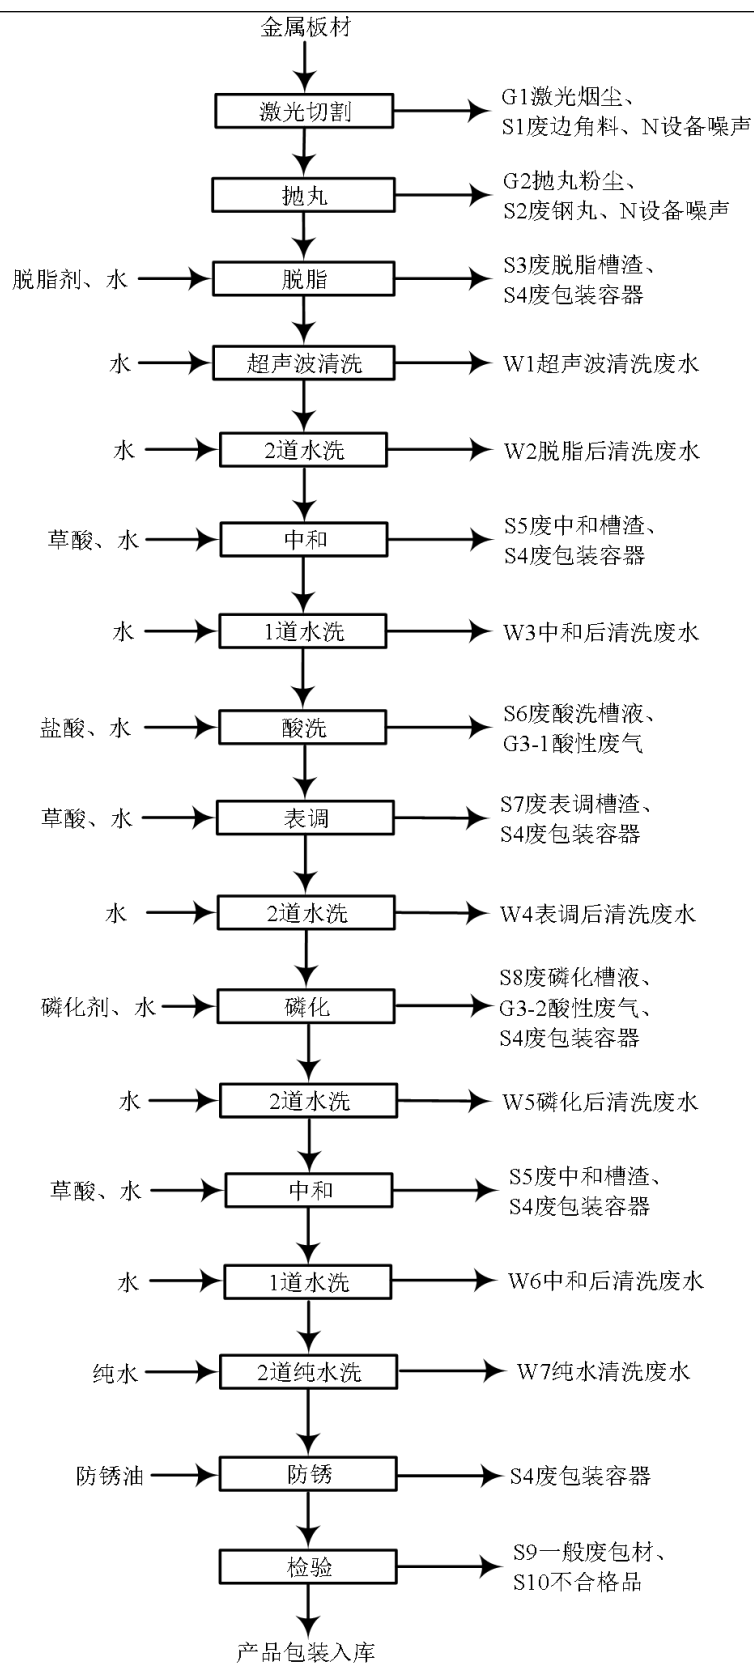 金属板材
激光切割
G1激光烟尘、
S1废边角料、N设备噪声
抛丸
G2抛丸粉尘、
S2废钢丸、N设备噪声
脱脂剂、水
脱脂
S3废脱脂槽渣、
S4废包装容器
水
超声波清洗
W1超声波清洗废水
水
2道水洗
W2脱脂后清洗废水
草酸、水
中和
S5废中和槽渣、
S4废包装容器
水
1道水洗
W3中和后清洗废水
盐酸、水
酸洗
S6废酸洗槽液、
G3-1酸性废气
草酸、水
表调
S7废表调槽渣、
S4废包装容器
水
2道水洗
W4表调后清洗废水
磷化剂、水
磷化
S8废磷化槽液、
G3-2酸性废气、
S4废包装容器
水
2道水洗
W5磷化后清洗废水
草酸、水
中和
S5废中和槽渣、
S4废包装容器
水
1道水洗
W6中和后清洗废水
纯水
2道纯水洗
W7纯水清洗废水
防锈油
防锈
S4废包装容器
检验
S9一般废包材、
S10不合格品
产品包装入库